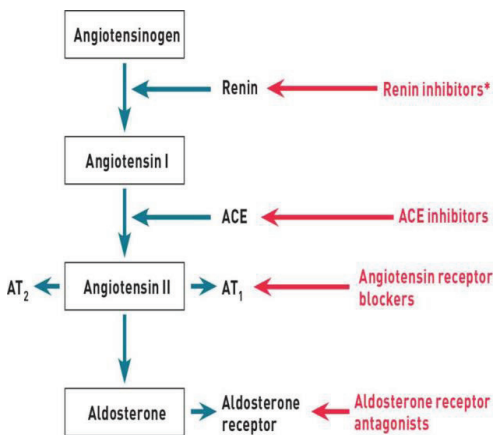 Angiotensinogen
Renin
Renin inhibitors*
Angiotensin I
ACE
ACE inhibitors
AT₂
Angiotensin II
AT₁
Angiotensin receptor
blockers
Aldosterone
Aldosterone
receptor
Aldosterone receptor
antagonists